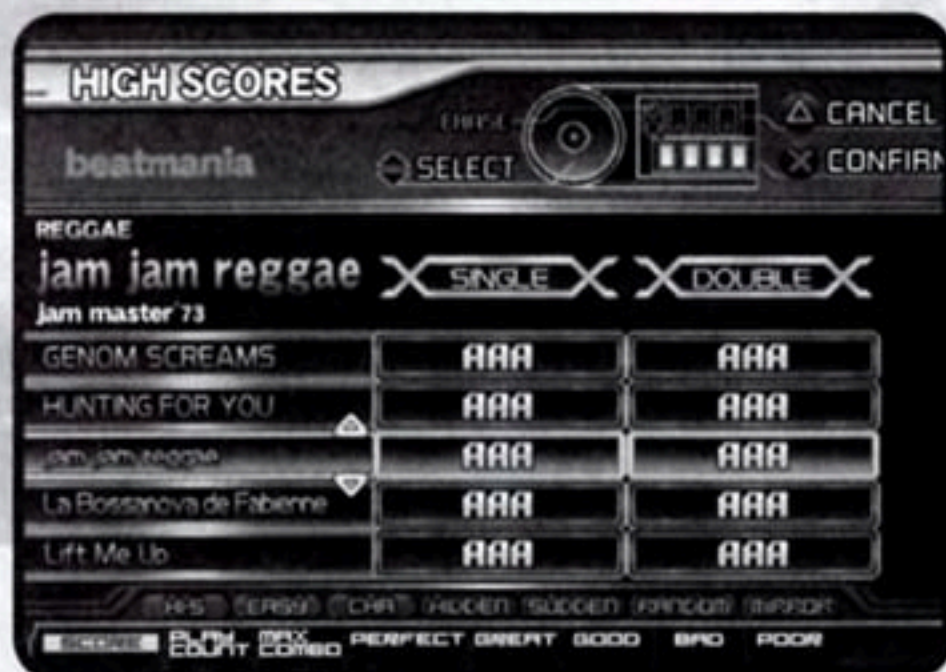 HIGH SCORES
ERASE
CANCEL
beatmania
SELECT
CONFIRM
REGGAE
jam jam reggae
SINGLE
DOUBLE
jam master '73
GENOM SCREAMS AAA AAA
HUNTING FOR YOU AAA AAA
jam jam reggae AAA AAA
La Bossanova de Fabienne AAA AAA
Lift Me Up AAA AAA
EASY HIDDEN SUDDEN RANDOM MIRROR
SCORE PLAY COUNT MAX COMBO PERFECT GREAT GOOD BAD POOR